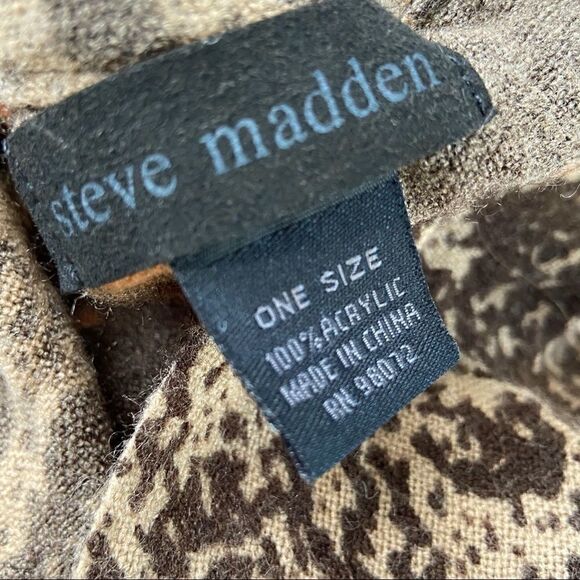 steve madden
ONE SIZE
100% ACRYLIC
MADE IN CHINA
RN 98072